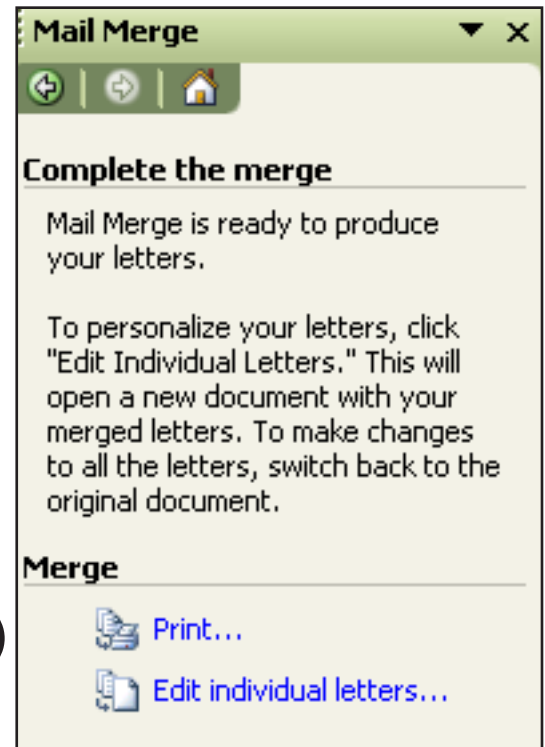 Mail Merge
Complete the merge
Mail Merge is ready to produce
your letters.
To personalize your letters, click
"Edit Individual Letters." This will
open a new document with your
merged letters. To make changes
to all the letters, switch back to the
original document.
Merge
Print...
Edit individual letters...